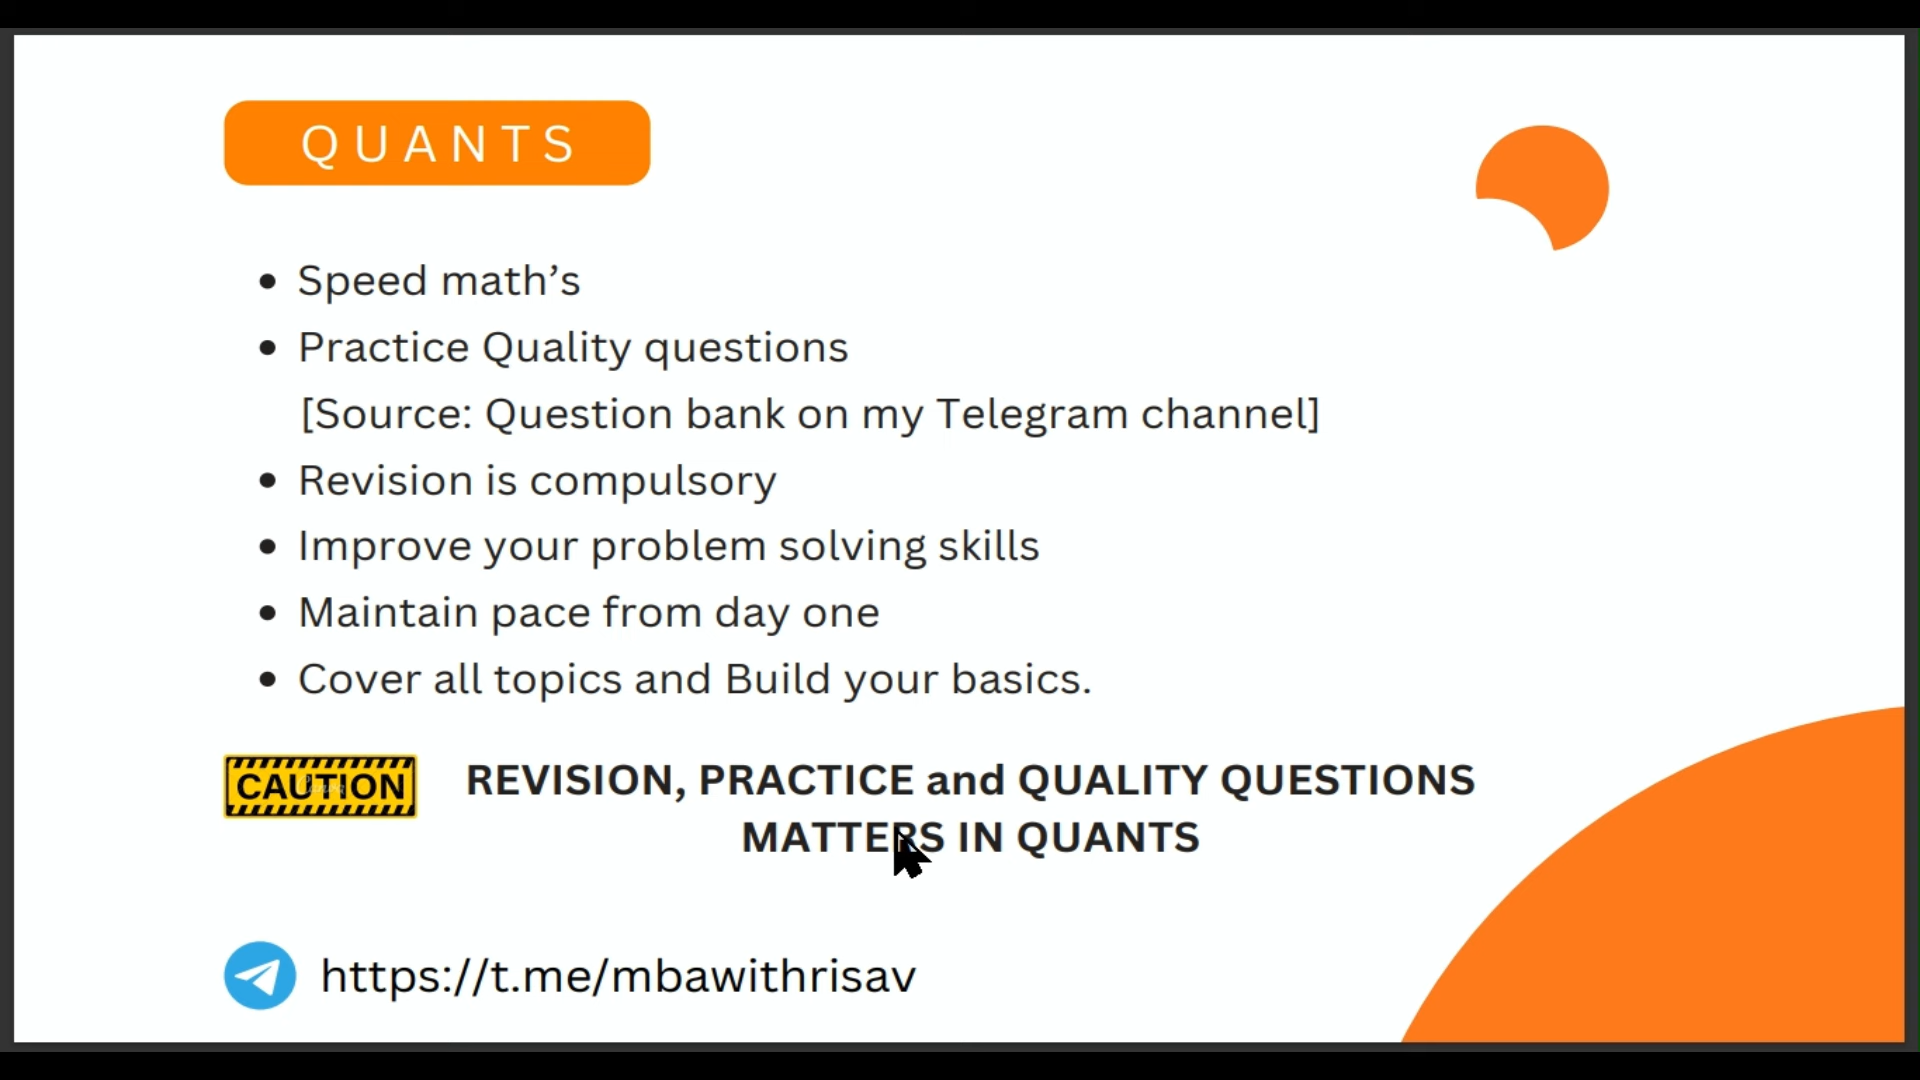 QUANTS
• Speed math’s
• Practice Quality questions
[Source: Question bank on my Telegram channel]
• Revision is compulsory
• Improve your problem solving skills
• Maintain pace from day one
• Cover all topics and Build your basics.
CAUTION
REVISION, PRACTICE and QUALITY QUESTIONS
MATTERS IN QUANTS
https://t.me/mbawithrisav